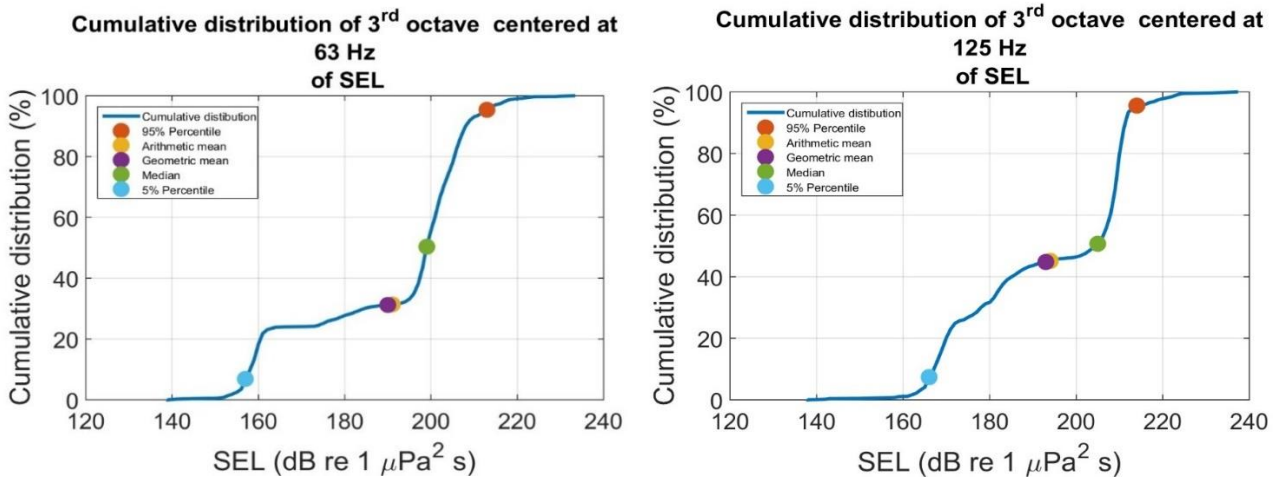 Cumulative distribution of 3rd octave centered at
63 Hz
of SEL
Cumulative distribution (%)
100
80
60
40
20
0
Cumulative distibution
95% Percentile
Arithmetic mean
Geometric mean
Median
5% Percentile
120 140 160 180 200 220 240
SEL (dB re 1 μPa2 s)
Cumulative distribution of 3rd octave centered at
125 Hz
of SEL
Cumulative distribution (%)
100
80
60
40
20
0
Cumulative distibution
95% Percentile
Arithmetic mean
Geometric mean
Median
5% Percentile
120 140 160 180 200 220 240
SEL (dB re 1 μPa2 s)